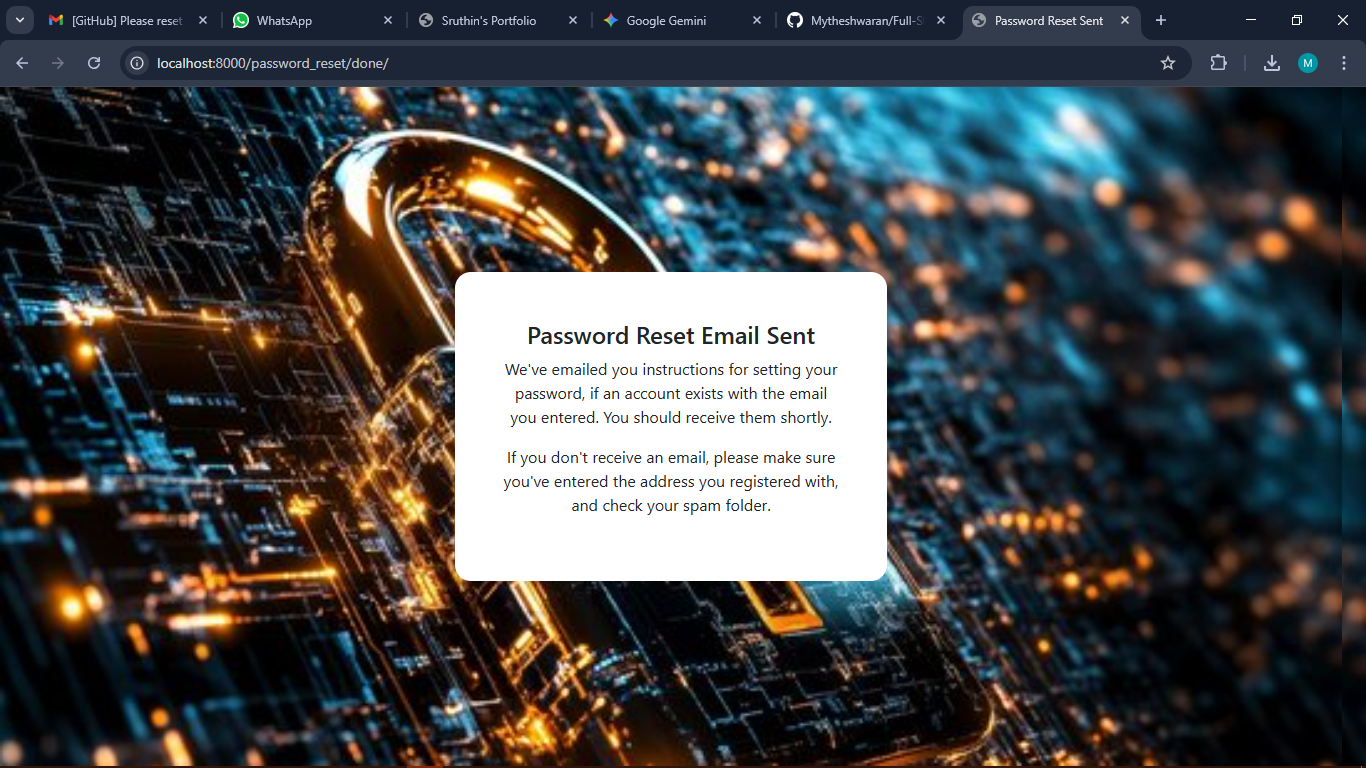 [GitHub] Please reset
WhatsApp
Sruthin's Portfolio
Google Gemini
Mytheshwaran/Full-S
Password Reset Sent
localhost:8000/password_reset/done/
M
Password Reset Email Sent
We've emailed you instructions for setting your
password, if an account exists with the email
you entered. You should receive them shortly.
If you don't receive an email, please make sure
you've entered the address you registered with,
and check your spam folder.